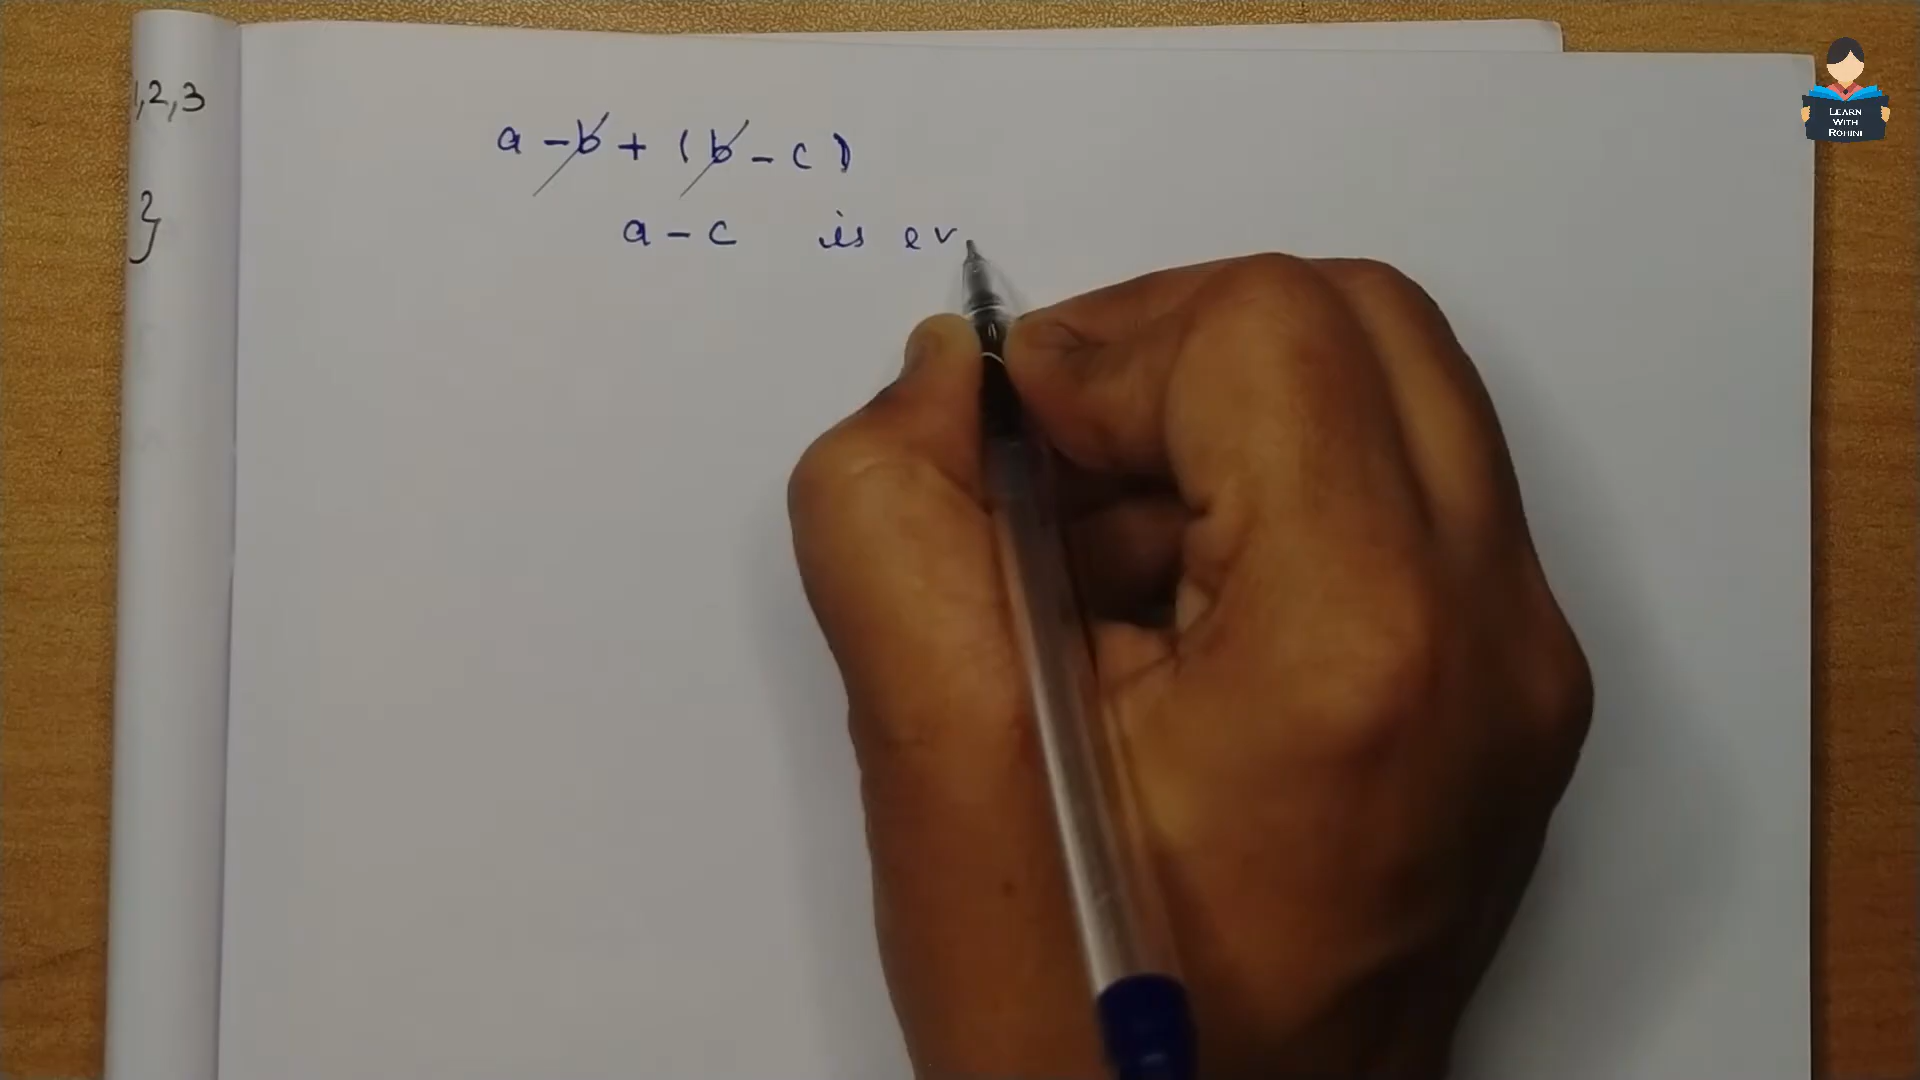 1,2,3
}
a - b + (b - c)
a - c is ev
LEARN
WITH
ROHINI